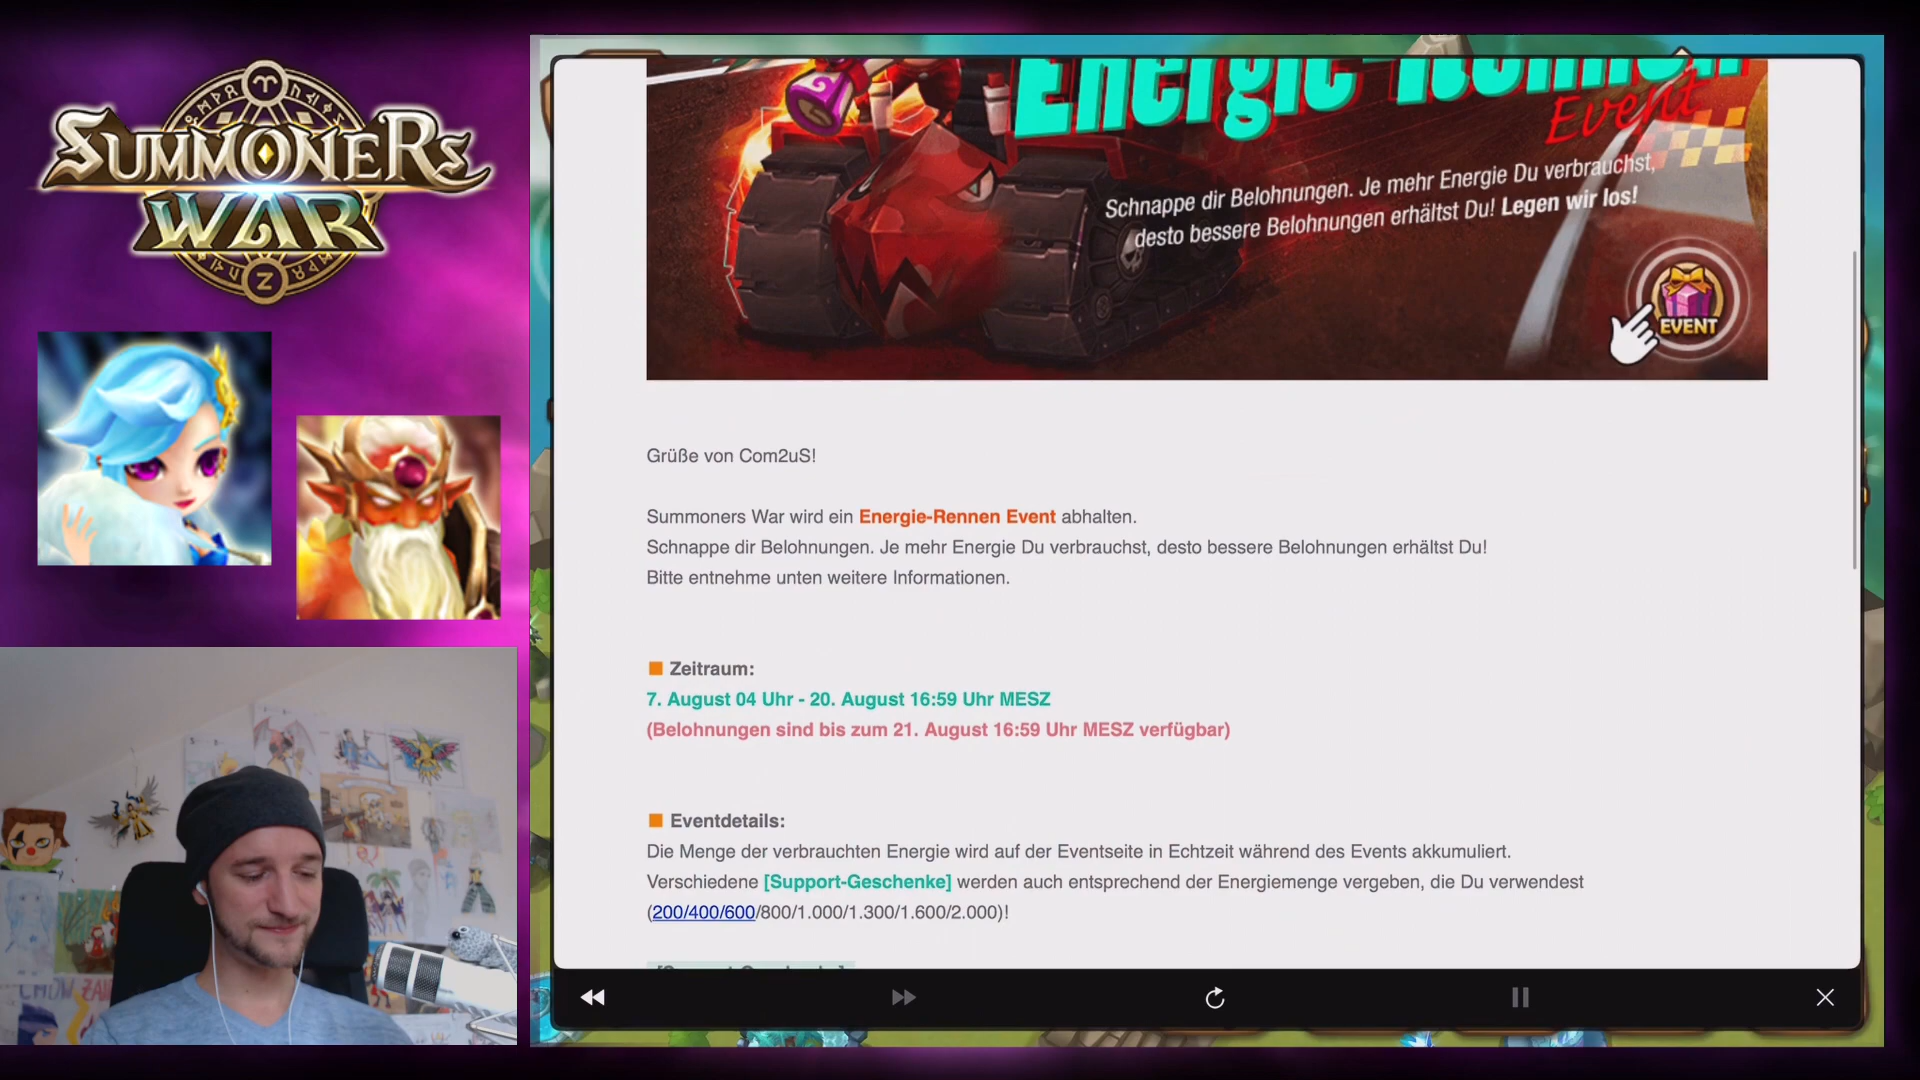 SUMMONERS
WAR
Energie-Rennen
Event
Schnappe dir Belohnungen. Je mehr Energie Du verbrauchst,
desto bessere Belohnungen erhältst Du! Legen wir los!
EVENT
Grüße von Com2uS!
Summoners War wird ein Energie-Rennen Event abhalten.
Schnappe dir Belohnungen. Je mehr Energie Du verbrauchst, desto bessere Belohnungen erhältst Du!
Bitte entnehme unten weitere Informationen.
Zeitraum:
7. August 04 Uhr - 20. August 16:59 Uhr MESZ
(Belohnungen sind bis zum 21. August 16:59 Uhr MESZ verfügbar)
Eventdetails:
Die Menge der verbrauchten Energie wird auf der Eventseite in Echtzeit während des Events akkumuliert.
Verschiedene [Support-Geschenke] werden auch entsprechend der Energiemenge vergeben, die Du verwendest
(200/400/600/800/1.000/1.300/1.600/2.000)!